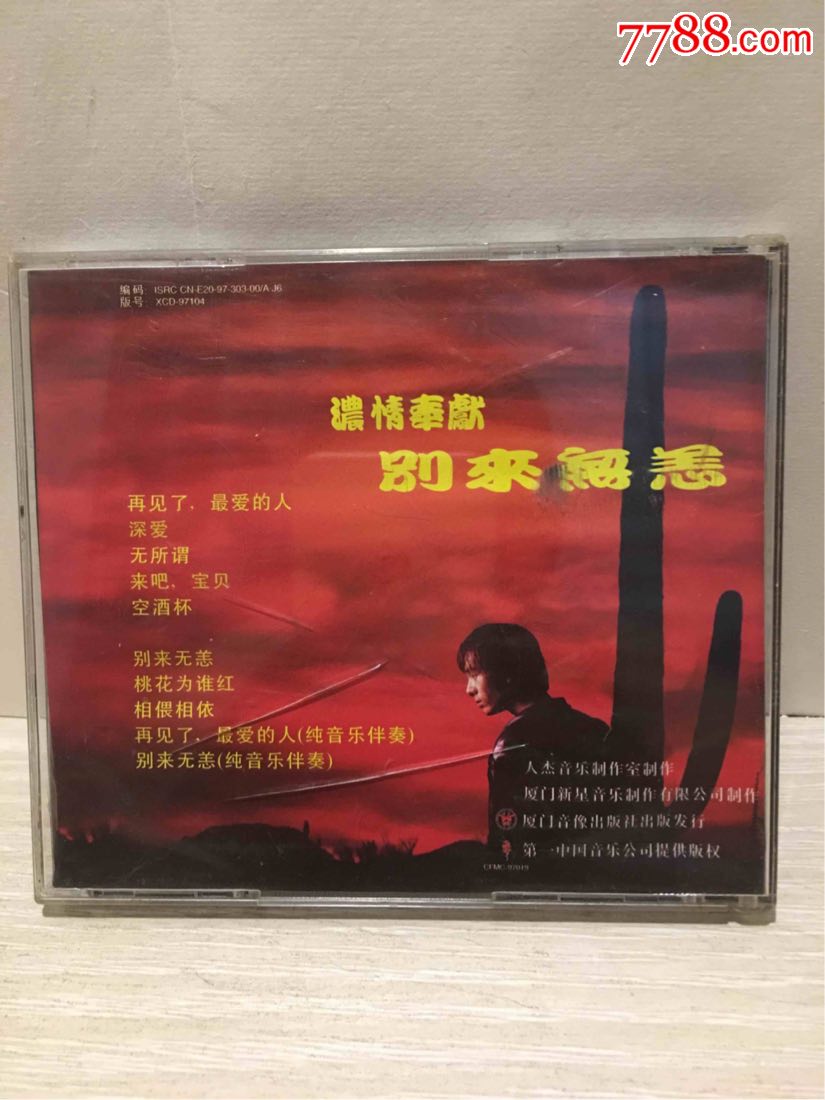 7788.com
编码 ISRC CN-E20-97-303-00/A·J6
版号 XCD-97104
濃情奉獻
别來無恙
再见了，最爱的人
深爱
无所谓
来吧，宝贝
空酒杯
别来无恙
桃花为谁红
相偎相依
再见了，最爱的人(纯音乐伴奏)
别来无恙(纯音乐伴奏)
人杰音乐制作室制作
厦门新星音乐制作有限公司制作
厦门音像出版社出版发行
第一中国音乐公司提供版权
CFMC-97019